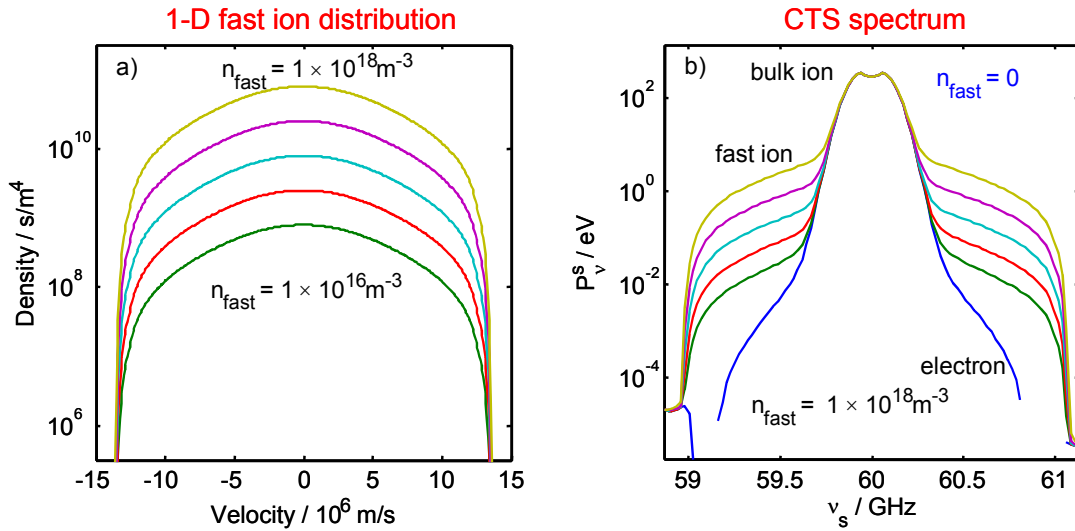 1-D fast ion distribution
a)
n_fast = 1 × 10^18 m^-3
n_fast = 1 × 10^16 m^-3
Density / s/m^4
10^10
10^8
10^6
-15 -10 -5 0 5 10 15
Velocity / 10^6 m/s
CTS spectrum
b)
bulk ion
n_fast = 0
fast ion
electron
n_fast = 1 × 10^18 m^-3
P_ν^s / eV
10^2
10^0
10^-2
10^-4
59 59.5 60 60.5 61
ν_s / GHz